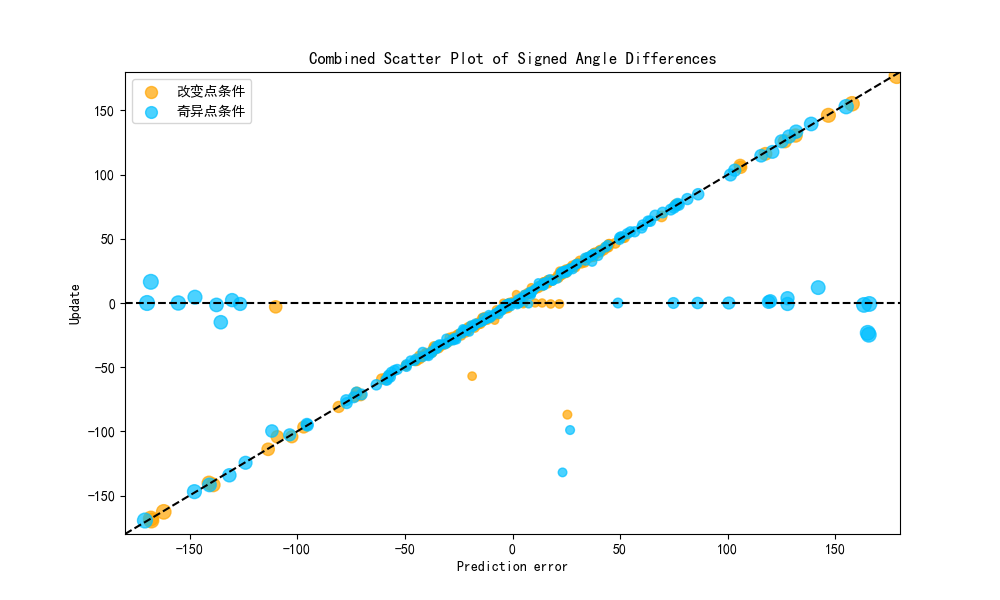 Combined Scatter Plot of Signed Angle Differences
改变点条件
奇异点条件
150
100
50
0
−50
−100
−150
Update
−150 −100 −50 0 50 100 150
Prediction error